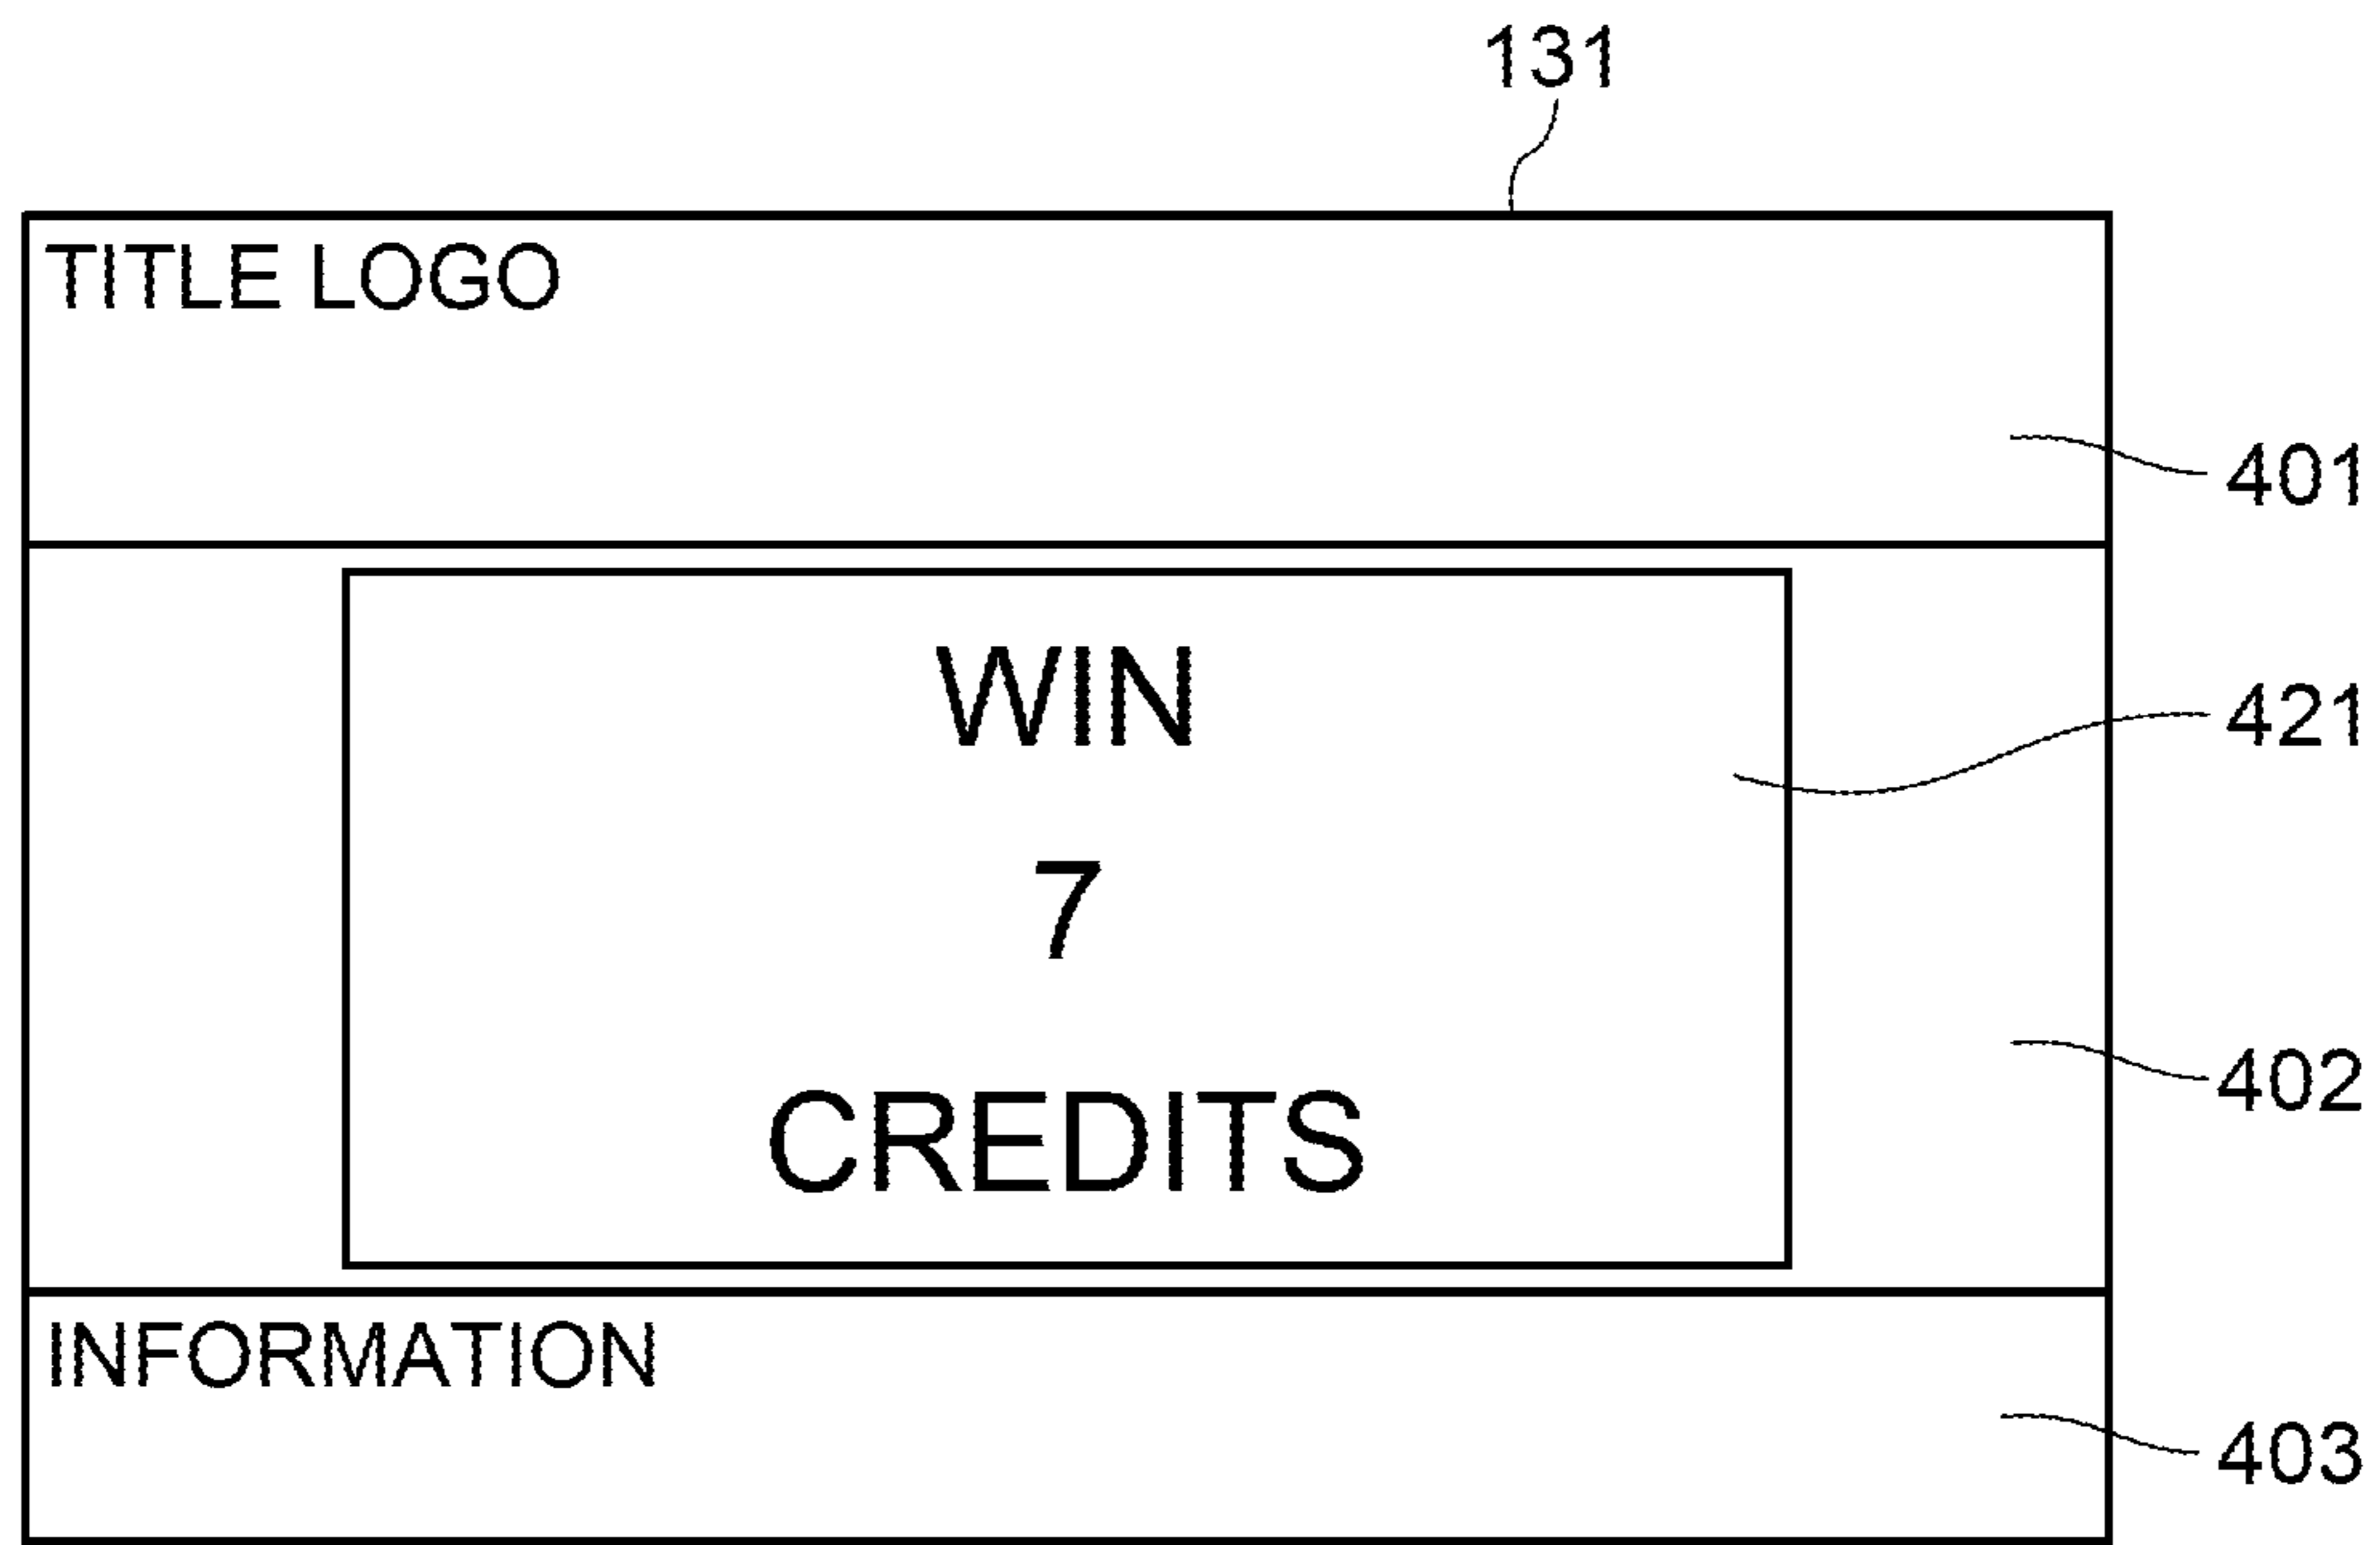 131
TITLE LOGO
401
WIN
421
7
402
CREDITS
INFORMATION
403